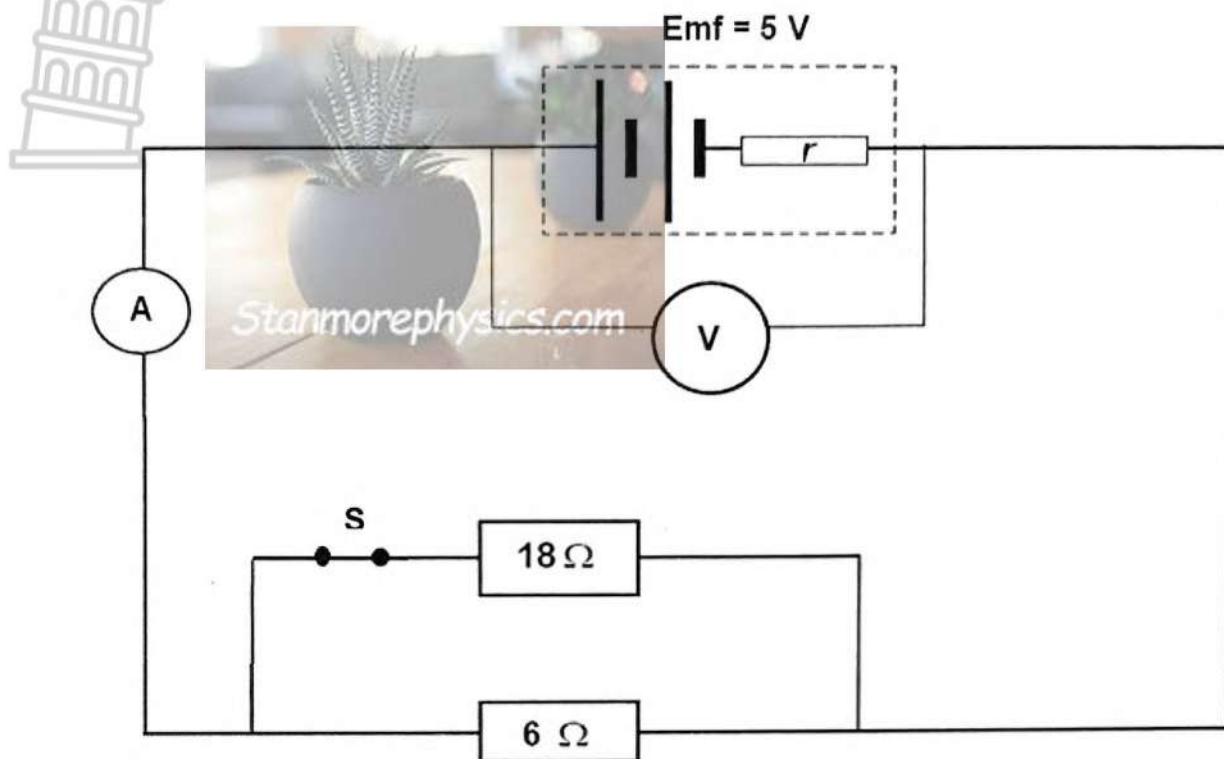 Emf = 5 V
r
A
Stanmorephysics.com
V
S
18 Ω
6 Ω